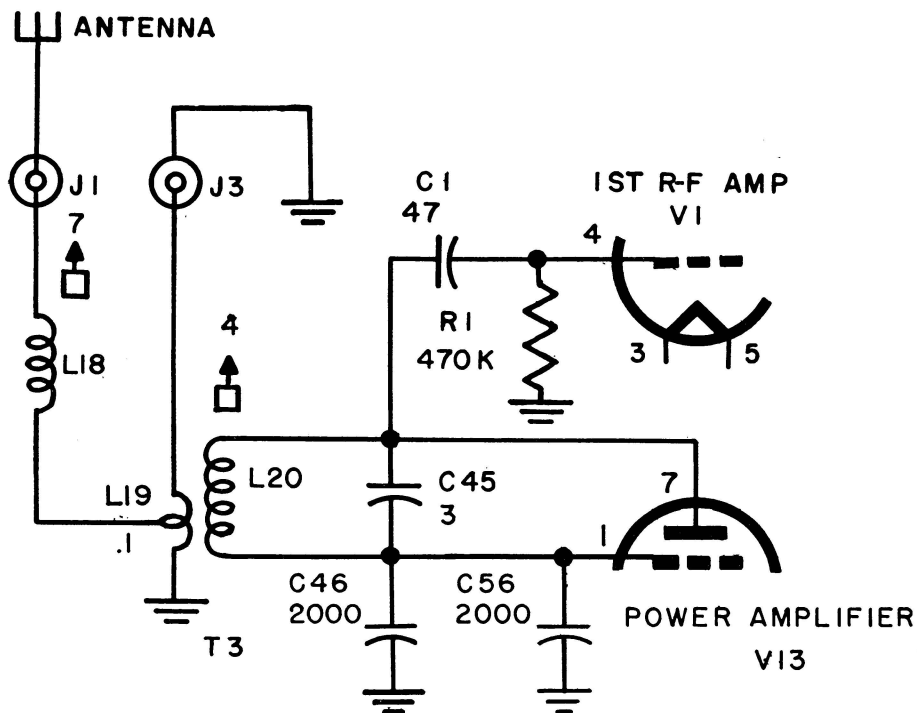 ANTENNA
J1
J3
7
C1
47
1ST R-F AMP
V1
4
R1
470K
3
5
L18
4
L20
L19
.1
C45
3
7
1
C46
2000
C56
2000
T3
POWER AMPLIFIER
V13